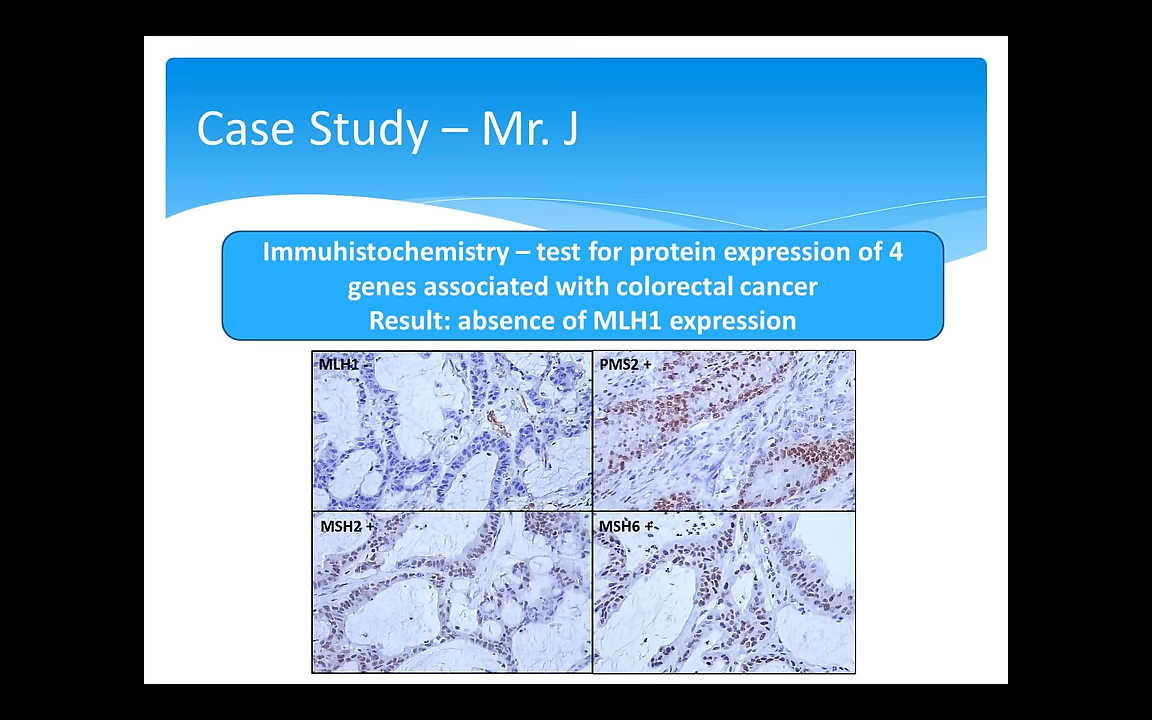 Case Study – Mr. J
Immuhistochemistry – test for protein expression of 4
genes associated with colorectal cancer
Result: absence of MLH1 expression
MLH1 -
PMS2 +
MSH2 +
MSH6 +